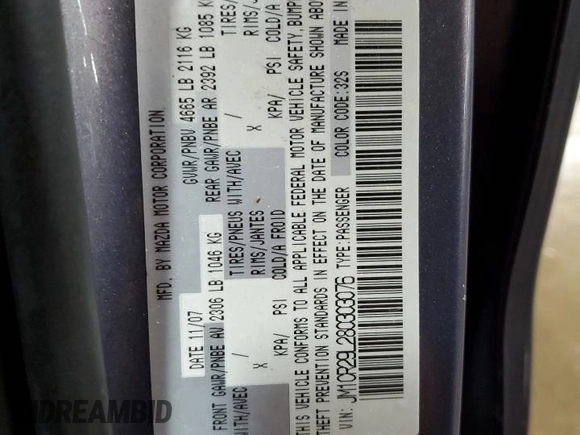 MFD. BY MAZDA MOTOR CORPORATION
DATE 11/07 GVWR/PNBV 4665 LB 2116 KG
FRONT GAWR/PNBE AV 2306 LB 1046 KG REAR GAWR/PNBE AR 2392 LB 1085 KG
WITH/AVEC TIRES/PNEUS WITH/AVEC TIRES/
X RIMS/JANTES X RIMS/J
KPA/ PSI COLD/A FROID KPA/ PSI COLD/A
THIS VEHICLE CONFORMS TO ALL APPLICABLE FEDERAL MOTOR VEHICLE SAFETY, BUMP
THEFT PREVENTION STANDARDS IN EFFECT ON THE DATE OF MANUFACTURE SHOWN ABO
VIN: JM1CR29L280303076 TYPE:PASSENGER COLOR CODE:32S MADE IN
IDREAMBID